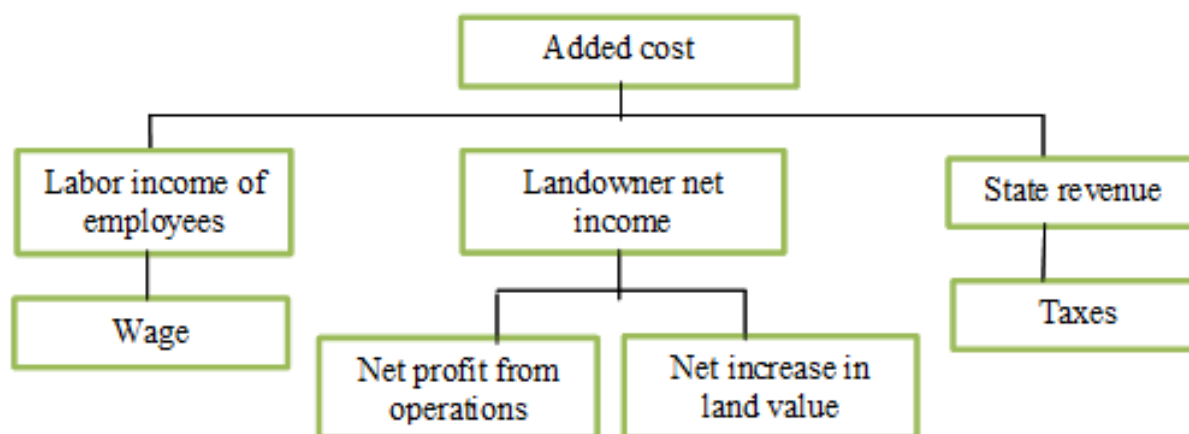 Added cost
Labor income of
employees
Landowner net
income
State revenue
Wage
Taxes
Net profit from
operations
Net increase in
land value